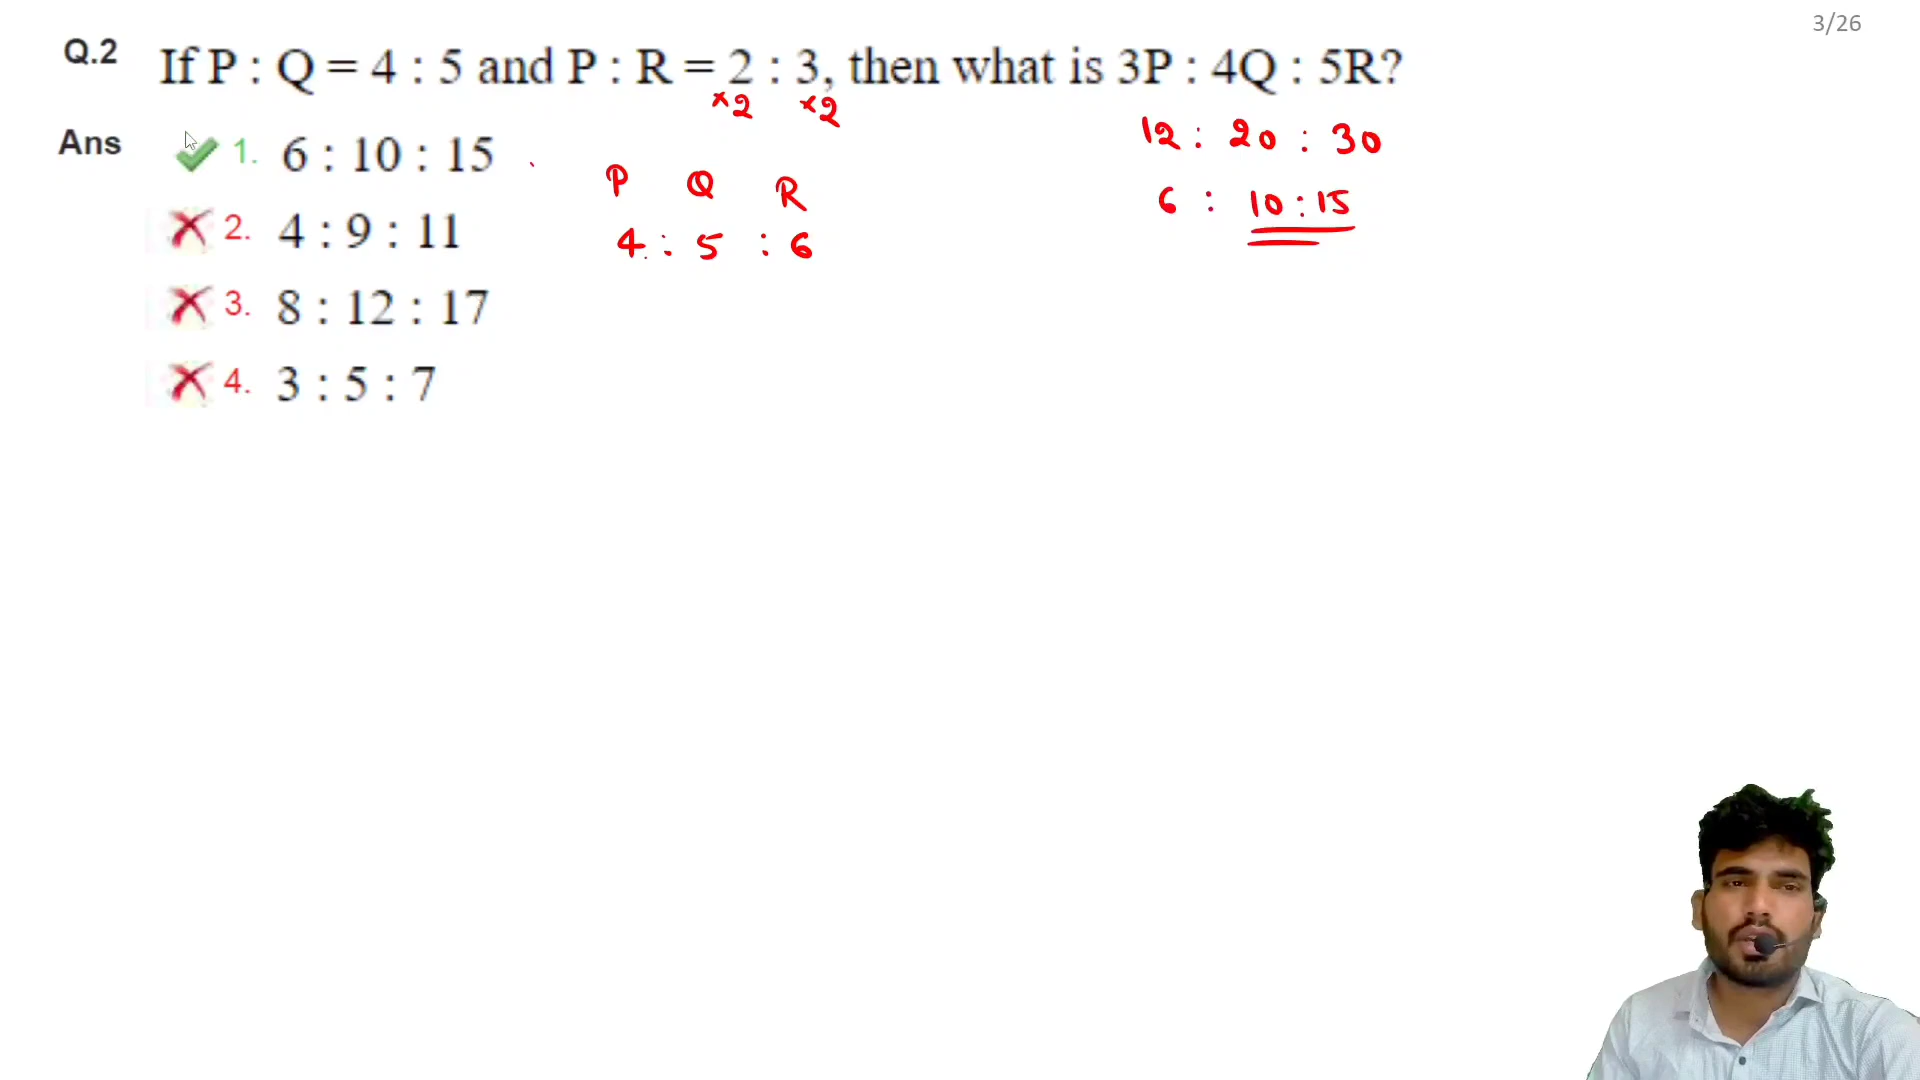 3/26
Q.2 If P : Q = 4 : 5 and P : R = 2 : 3, then what is 3P : 4Q : 5R?
×2 ×2
12 : 20 : 30
6 : 10 : 15
Ans 1. 6 : 10 : 15
2. 4 : 9 : 11
3. 8 : 12 : 17
4. 3 : 5 : 7
P Q R
4 : 5 : 6